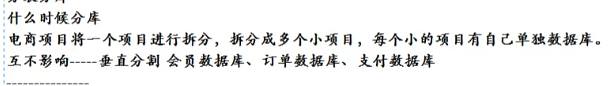 什么时候分库
电商项目将一个项目进行拆分，拆分成多个小项目，每个小的项目有自己单独数据库。
互不影响-----垂直分割 会员数据库、订单数据库、支付数据库
---------------